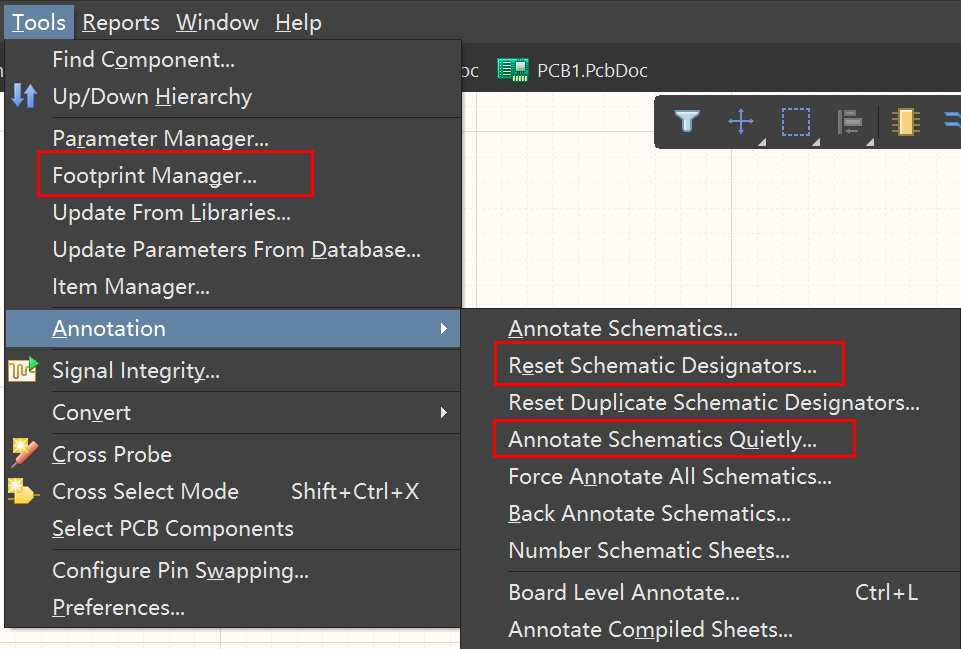 Tools Reports Window Help
Find Component...
oc PCB1.PcbDoc
Up/Down Hierarchy
Parameter Manager...
Footprint Manager...
Update From Libraries...
Update Parameters From Database...
Item Manager...
Annotation
Signal Integrity...
Convert
Cross Probe
Cross Select Mode Shift+Ctrl+X
Select PCB Components
Configure Pin Swapping...
Preferences...
Annotate Schematics...
Reset Schematic Designators...
Reset Duplicate Schematic Designators...
Annotate Schematics Quietly...
Force Annotate All Schematics...
Back Annotate Schematics...
Number Schematic Sheets...
Board Level Annotate... Ctrl+L
Annotate Compiled Sheets...